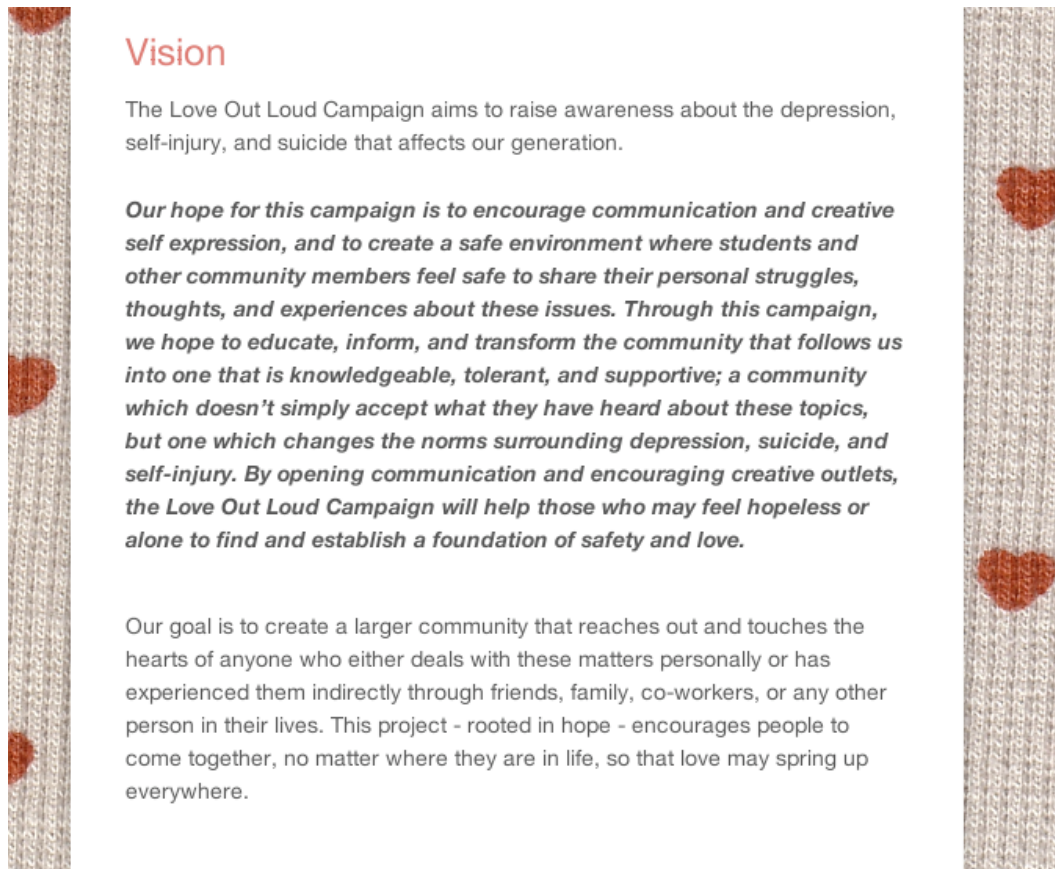 Vision
The Love Out Loud Campaign aims to raise awareness about the depression,
self-injury, and suicide that affects our generation.
Our hope for this campaign is to encourage communication and creative
self expression, and to create a safe environment where students and
other community members feel safe to share their personal struggles,
thoughts, and experiences about these issues. Through this campaign,
we hope to educate, inform, and transform the community that follows us
into one that is knowledgeable, tolerant, and supportive; a community
which doesn’t simply accept what they have heard about these topics,
but one which changes the norms surrounding depression, suicide, and
self-injury. By opening communication and encouraging creative outlets,
the Love Out Loud Campaign will help those who may feel hopeless or
alone to find and establish a foundation of safety and love.
Our goal is to create a larger community that reaches out and touches the
hearts of anyone who either deals with these matters personally or has
experienced them indirectly through friends, family, co-workers, or any other
person in their lives. This project - rooted in hope - encourages people to
come together, no matter where they are in life, so that love may spring up
everywhere.